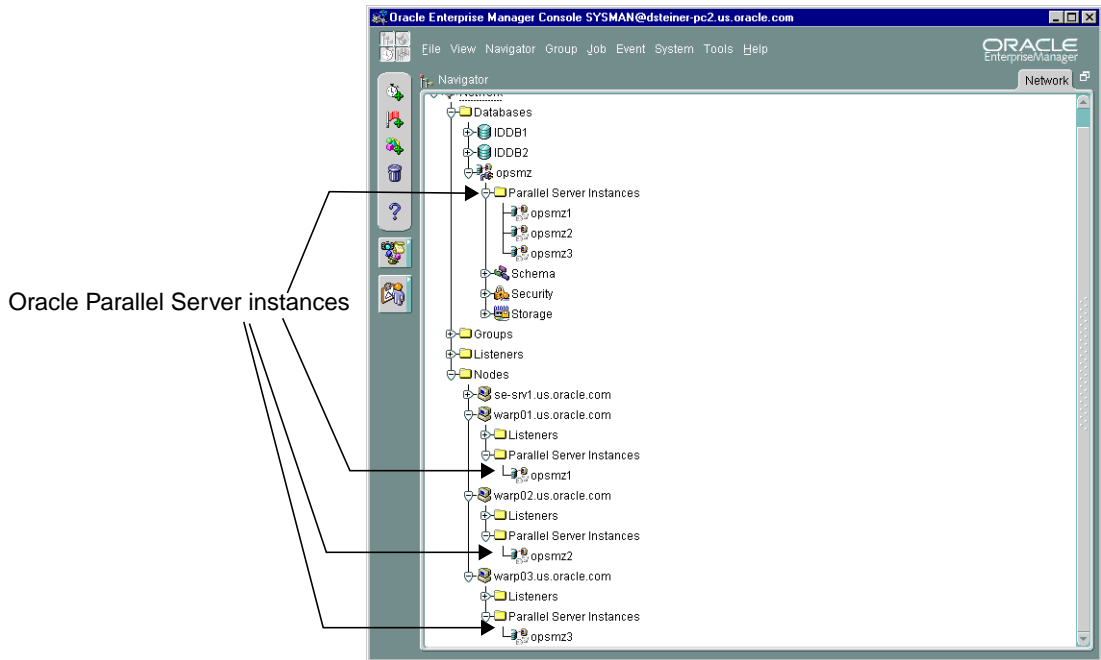 Oracle Enterprise Manager Console SYSMAN@dsteiner-pc2.us.oracle.com
File View Navigator Group Job Event System Tools Help
ORACLE
EnterpriseManager
Navigator
Network
Network
Databases
IDDB1
IDDB2
opsmz
Parallel Server Instances
opsmz1
opsmz2
opsmz3
Schema
Security
Oracle Parallel Server instances
Storage
Groups
Listeners
Nodes
se-srv1.us.oracle.com
warp01.us.oracle.com
Listeners
Parallel Server Instances
opsmz1
warp02.us.oracle.com
Listeners
Parallel Server Instances
opsmz2
warp03.us.oracle.com
Listeners
Parallel Server Instances
opsmz3